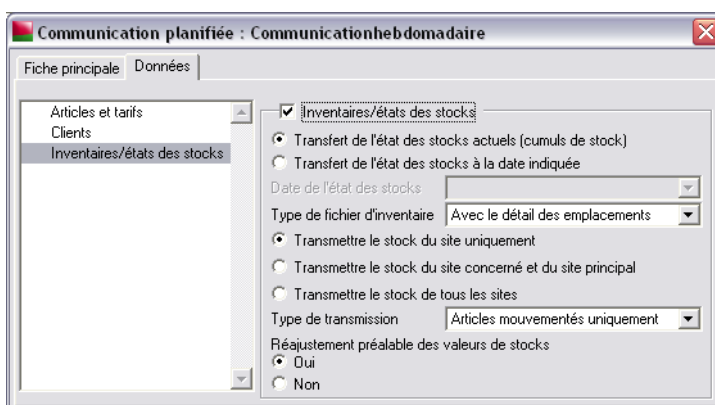 Communication planifiée : Communicationhebdomadaire
Fiche principale Données
Articles et tarifs
Clients
Inventaires/états des stocks
Inventaires/états des stocks
Transfert de l'état des stocks actuels (cumuls de stock)
Transfert de l'état des stocks à la date indiquée
Date de l'état des stocks
Type de fichier d'inventaire Avec le détail des emplacements
Transmettre le stock du site uniquement
Transmettre le stock du site concerné et du site principal
Transmettre le stock de tous les sites
Type de transmission Articles mouvementés uniquement
Réajustement préalable des valeurs de stocks
Oui
Non